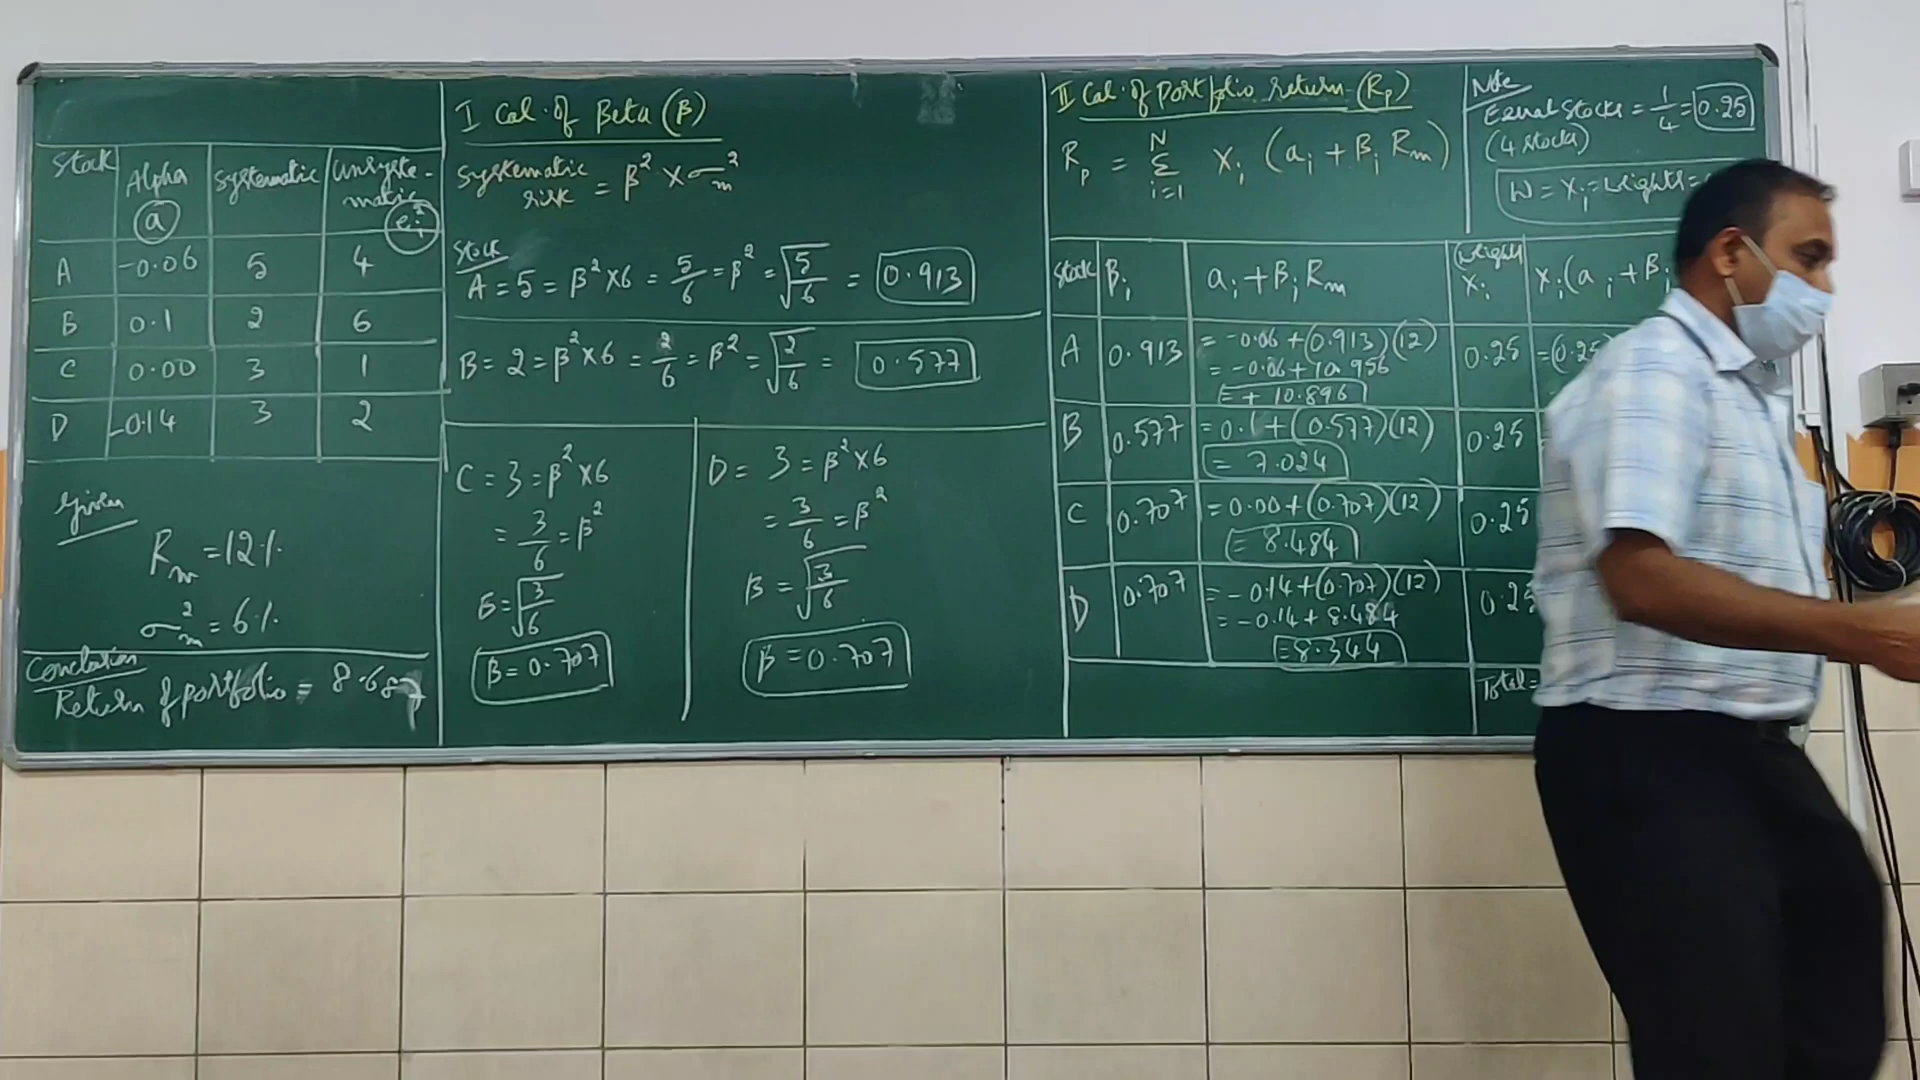 Stock Alpha (a) Systematic Unsyste-matic ei²
A -0.06 5 4
B 0.1 2 6
C 0.00 3 1
D -0.14 3 2
Given
Rm = 12%
σm² = 6%
Conclusion
Return of portfolio = 8.687
I Cal. of Beta (β)
Systematic risk = β² × σm²
Stock
A = 5 = β² × 6 = 5/6 = β² = √5/6 = 0.913
B = 2 = β² × 6 = 2/6 = β² = √2/6 = 0.577
C = 3 = β² × 6
= 3/6 = β²
β = √3/6
β = 0.707
D = 3 = β² × 6
= 3/6 = β²
β = √3/6
β = 0.707
II Cal. of Portfolio return (Rp)
Rp = N Σ i=1 Xi (ai + βi Rm)
Note
Equal Stocks = 1/4 = 0.25
(4 stocks)
W = Xi = Weights =
Stock βi ai + βi Rm (Weights) Xi Xi(ai + βi
A 0.913 = -0.06 + (0.913)(12) 0.25 = (0.25)
= -0.06 + 10.956
= + 10.896
B 0.577 = 0.1 + (0.577)(12) 0.25
= 7.024
C 0.707 = 0.00 + (0.707)(12) 0.25
= 8.484
D 0.707 = -0.14 + (0.707)(12) 0.25
= -0.14 + 8.484
= 8.344
Total =